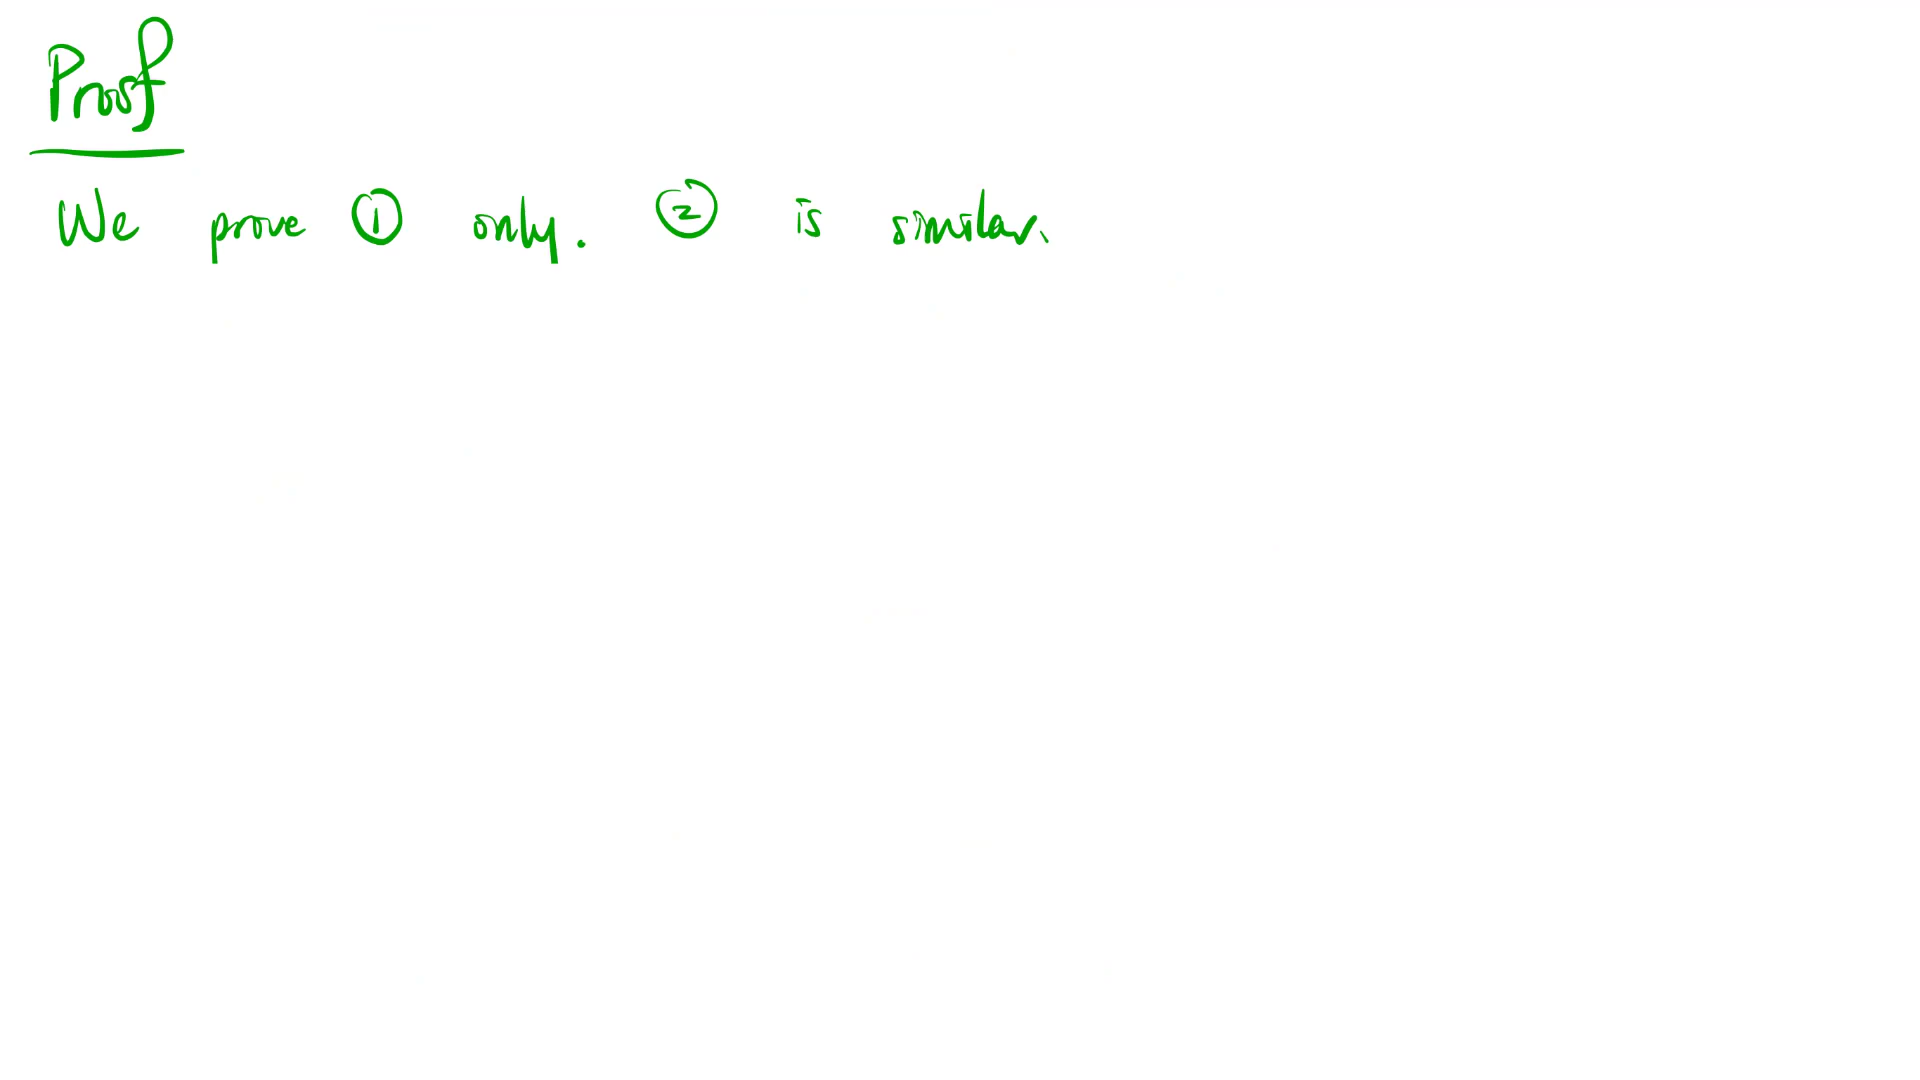 Proof
We prove ① only. ② is similar.